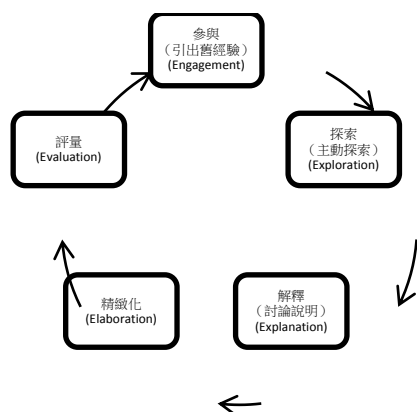 參與
（引出舊經驗）
(Engagement)
探索
（主動探索）
(Exploration)
解釋
（討論說明）
(Explanation)
精緻化
(Elaboration)
評量
(Evaluation)